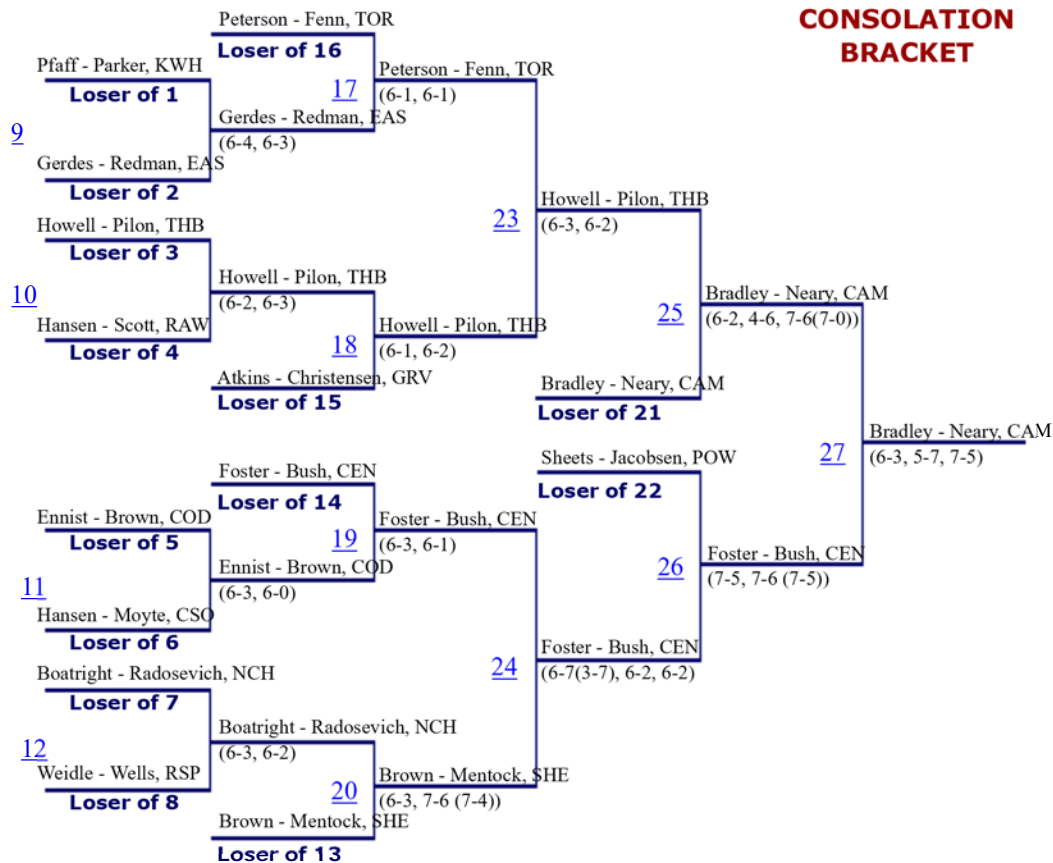 CONSOLATION
BRACKET
Peterson - Fenn, TOR
Loser of 16
Pfaff - Parker, KWH
Loser of 1
17
Peterson - Fenn, TOR
(6-1, 6-1)
9
Gerdes - Redman, EAS
(6-4, 6-3)
Gerdes - Redman, EAS
Loser of 2
Howell - Pilon, THB
Loser of 3
23
Howell - Pilon, THB
(6-3, 6-2)
10
Howell - Pilon, THB
(6-2, 6-3)
Hansen - Scott, RAW
Loser of 4
18
Howell - Pilon, THB
(6-1, 6-2)
25
Bradley - Neary, CAM
(6-2, 4-6, 7-6(7-0))
Atkins - Christensen, GRV
Loser of 15
Bradley - Neary, CAM
Loser of 21
27
Bradley - Neary, CAM
(6-3, 5-7, 7-5)
Foster - Bush, CEN
Loser of 14
Sheets - Jacobsen, POW
Loser of 22
Ennist - Brown, COD
Loser of 5
19
Foster - Bush, CEN
(6-3, 6-1)
11
Ennist - Brown, COD
(6-3, 6-0)
26
Foster - Bush, CEN
(7-5, 7-6 (7-5))
Hansen - Moyte, CSO
Loser of 6
24
Foster - Bush, CEN
(6-7(3-7), 6-2, 6-2)
Boatright - Radosevich, NCH
Loser of 7
12
Boatright - Radosevich, NCH
(6-3, 6-2)
Weidle - Wells, RSP
Loser of 8
20
Brown - Mentock, SHE
(6-3, 7-6 (7-4))
Brown - Mentock, SHE
Loser of 13